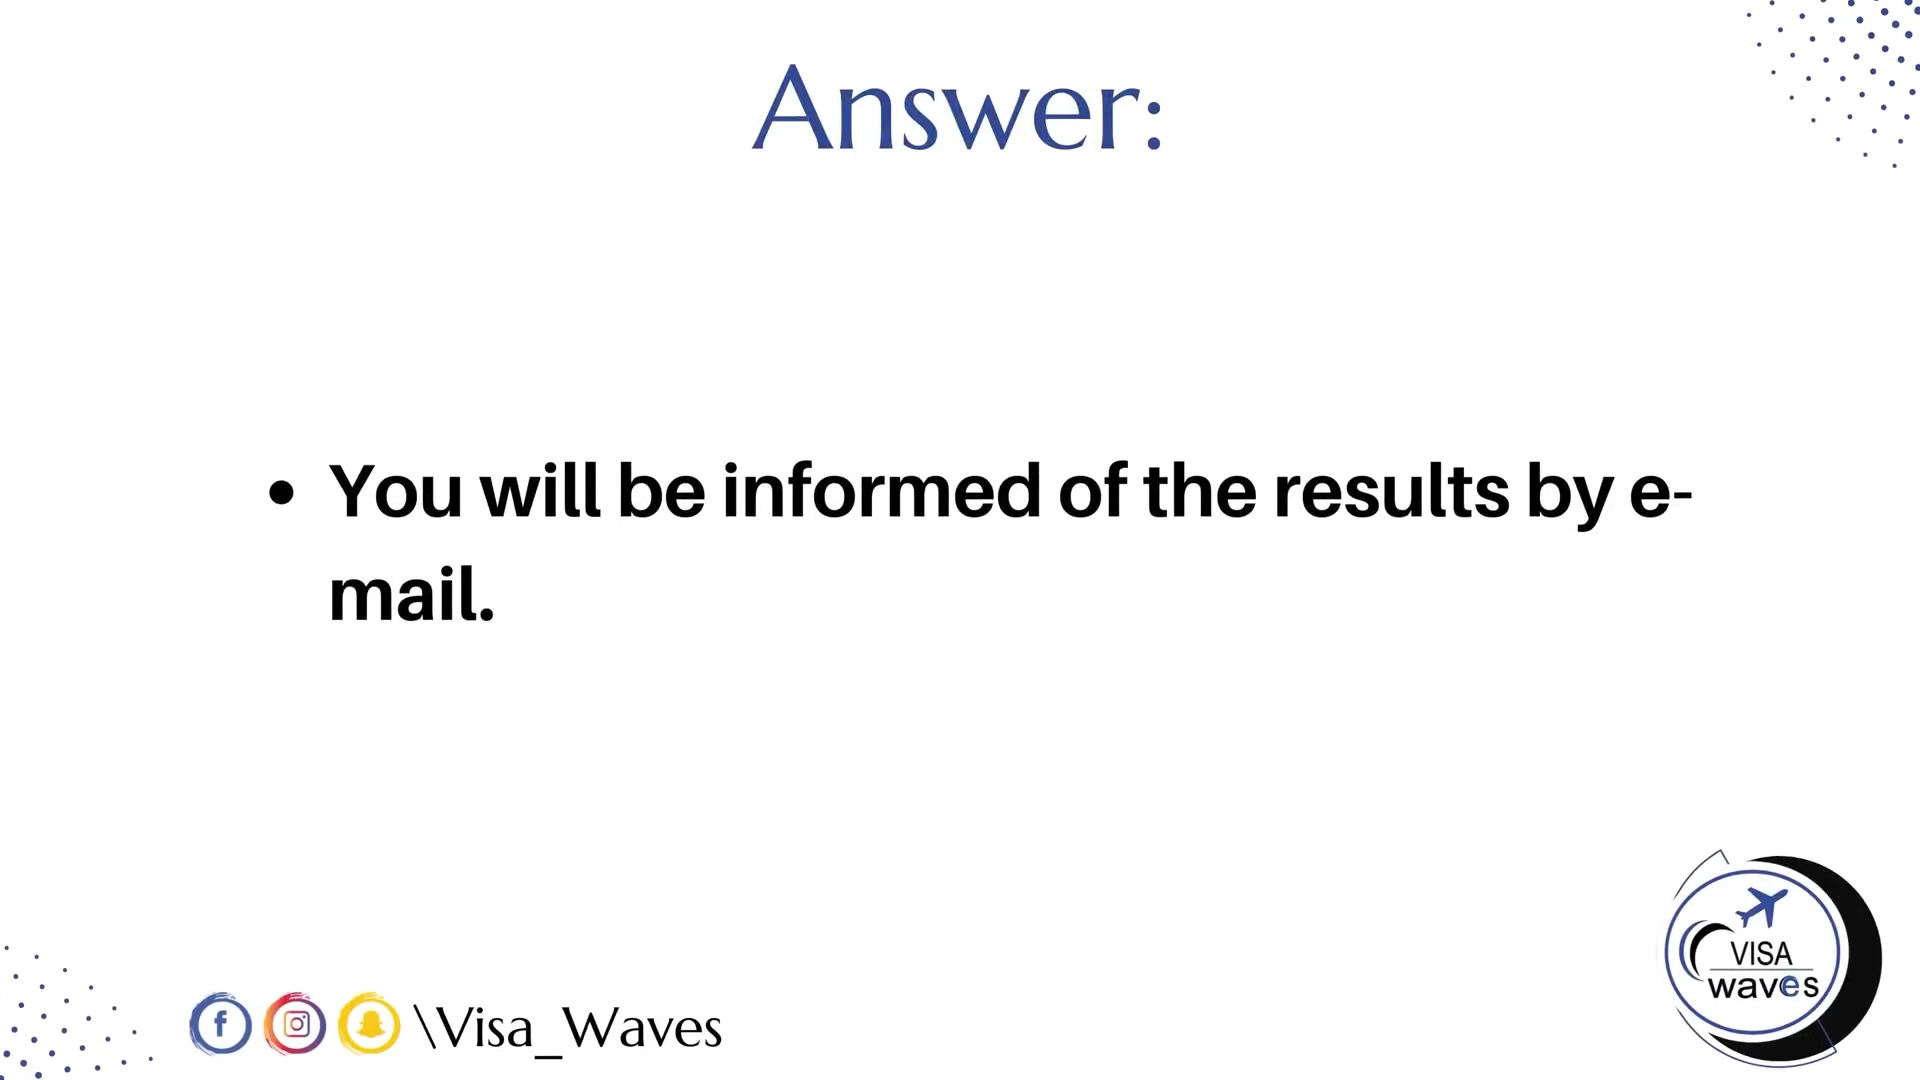 Answer:
• You will be informed of the results by e-
mail.
VISA
waves
\Visa_Waves